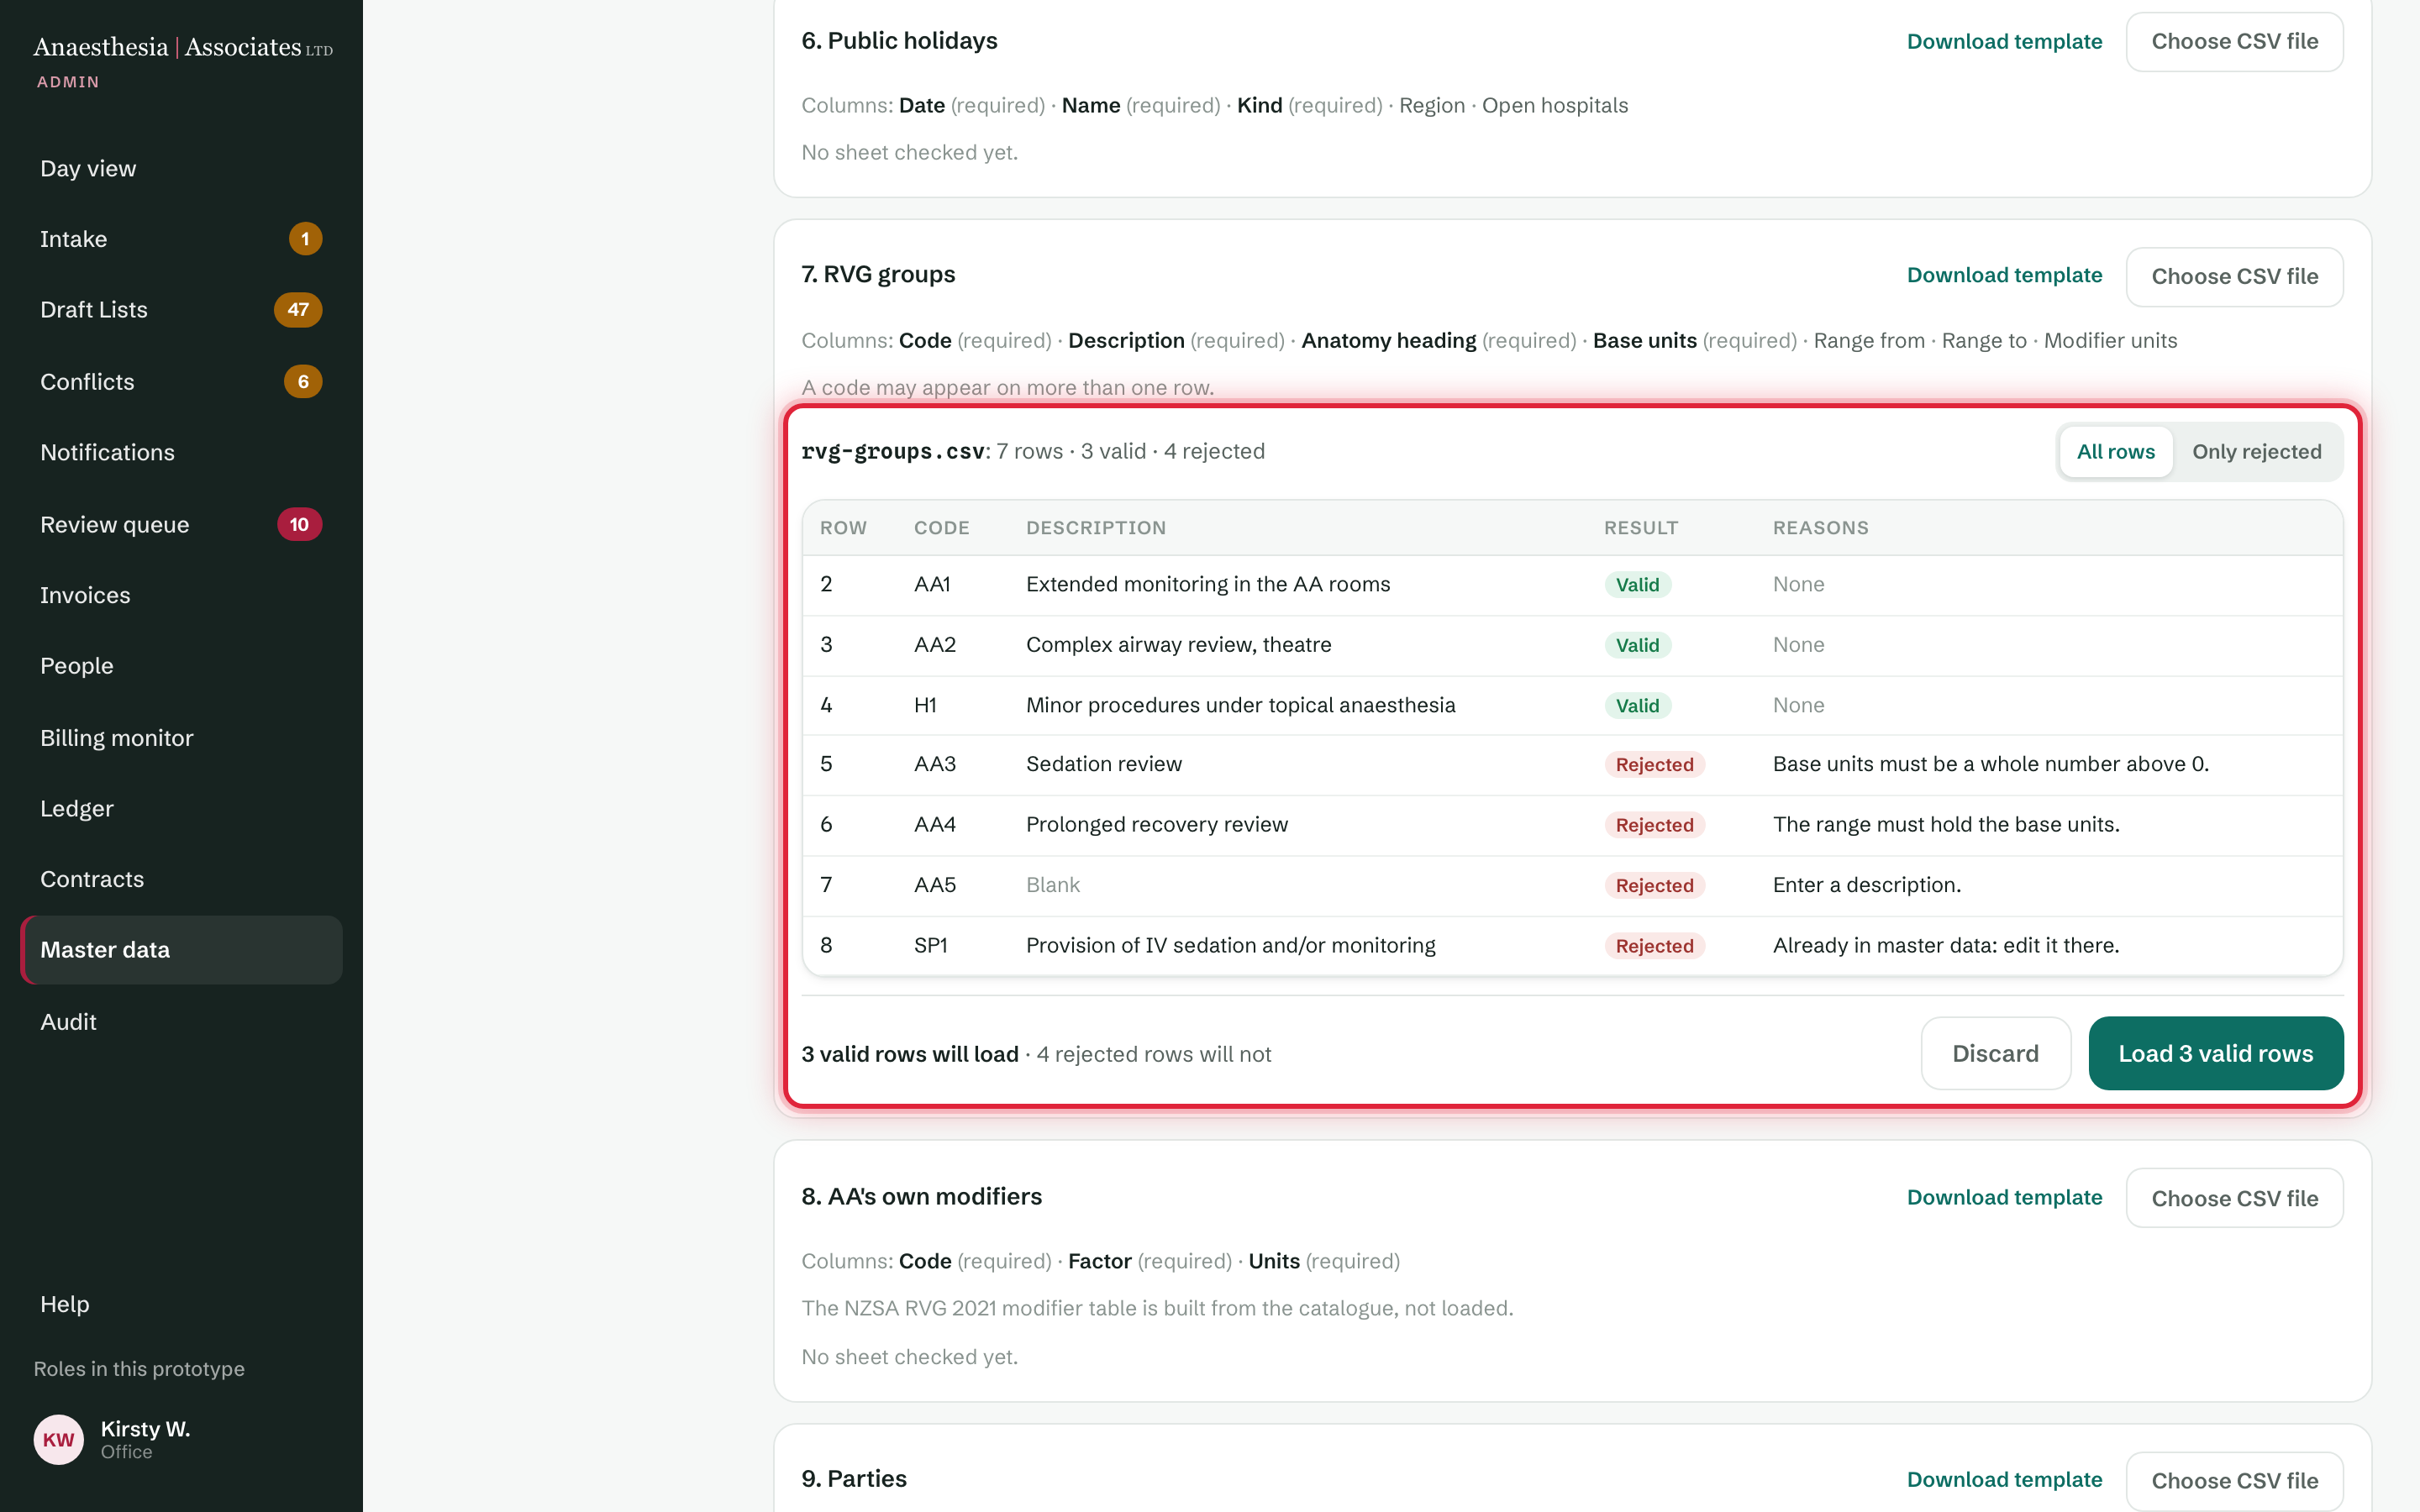 Anaesthesia | Associates LTD
ADMIN
Day view
Intake 1
Draft Lists 47
Conflicts 6
Notifications
Review queue 10
Invoices
People
Billing monitor
Ledger
Contracts
Master data
Audit
Help
Roles in this prototype
KW Kirsty W.
Office
6. Public holidays Download template Choose CSV file
Columns: Date (required) · Name (required) · Kind (required) · Region · Open hospitals
No sheet checked yet.
7. RVG groups Download template Choose CSV file
Columns: Code (required) · Description (required) · Anatomy heading (required) · Base units (required) · Range from · Range to · Modifier units
A code may appear on more than one row.
rvg-groups.csv: 7 rows · 3 valid · 4 rejected All rows Only rejected
ROW CODE DESCRIPTION RESULT REASONS
2 AA1 Extended monitoring in the AA rooms Valid None
3 AA2 Complex airway review, theatre Valid None
4 H1 Minor procedures under topical anaesthesia Valid None
5 AA3 Sedation review Rejected Base units must be a whole number above 0.
6 AA4 Prolonged recovery review Rejected The range must hold the base units.
7 AA5 Blank Rejected Enter a description.
8 SP1 Provision of IV sedation and/or monitoring Rejected Already in master data: edit it there.
3 valid rows will load · 4 rejected rows will not Discard Load 3 valid rows
8. AA's own modifiers Download template Choose CSV file
Columns: Code (required) · Factor (required) · Units (required)
The NZSA RVG 2021 modifier table is built from the catalogue, not loaded.
No sheet checked yet.
9. Parties Download template Choose CSV file